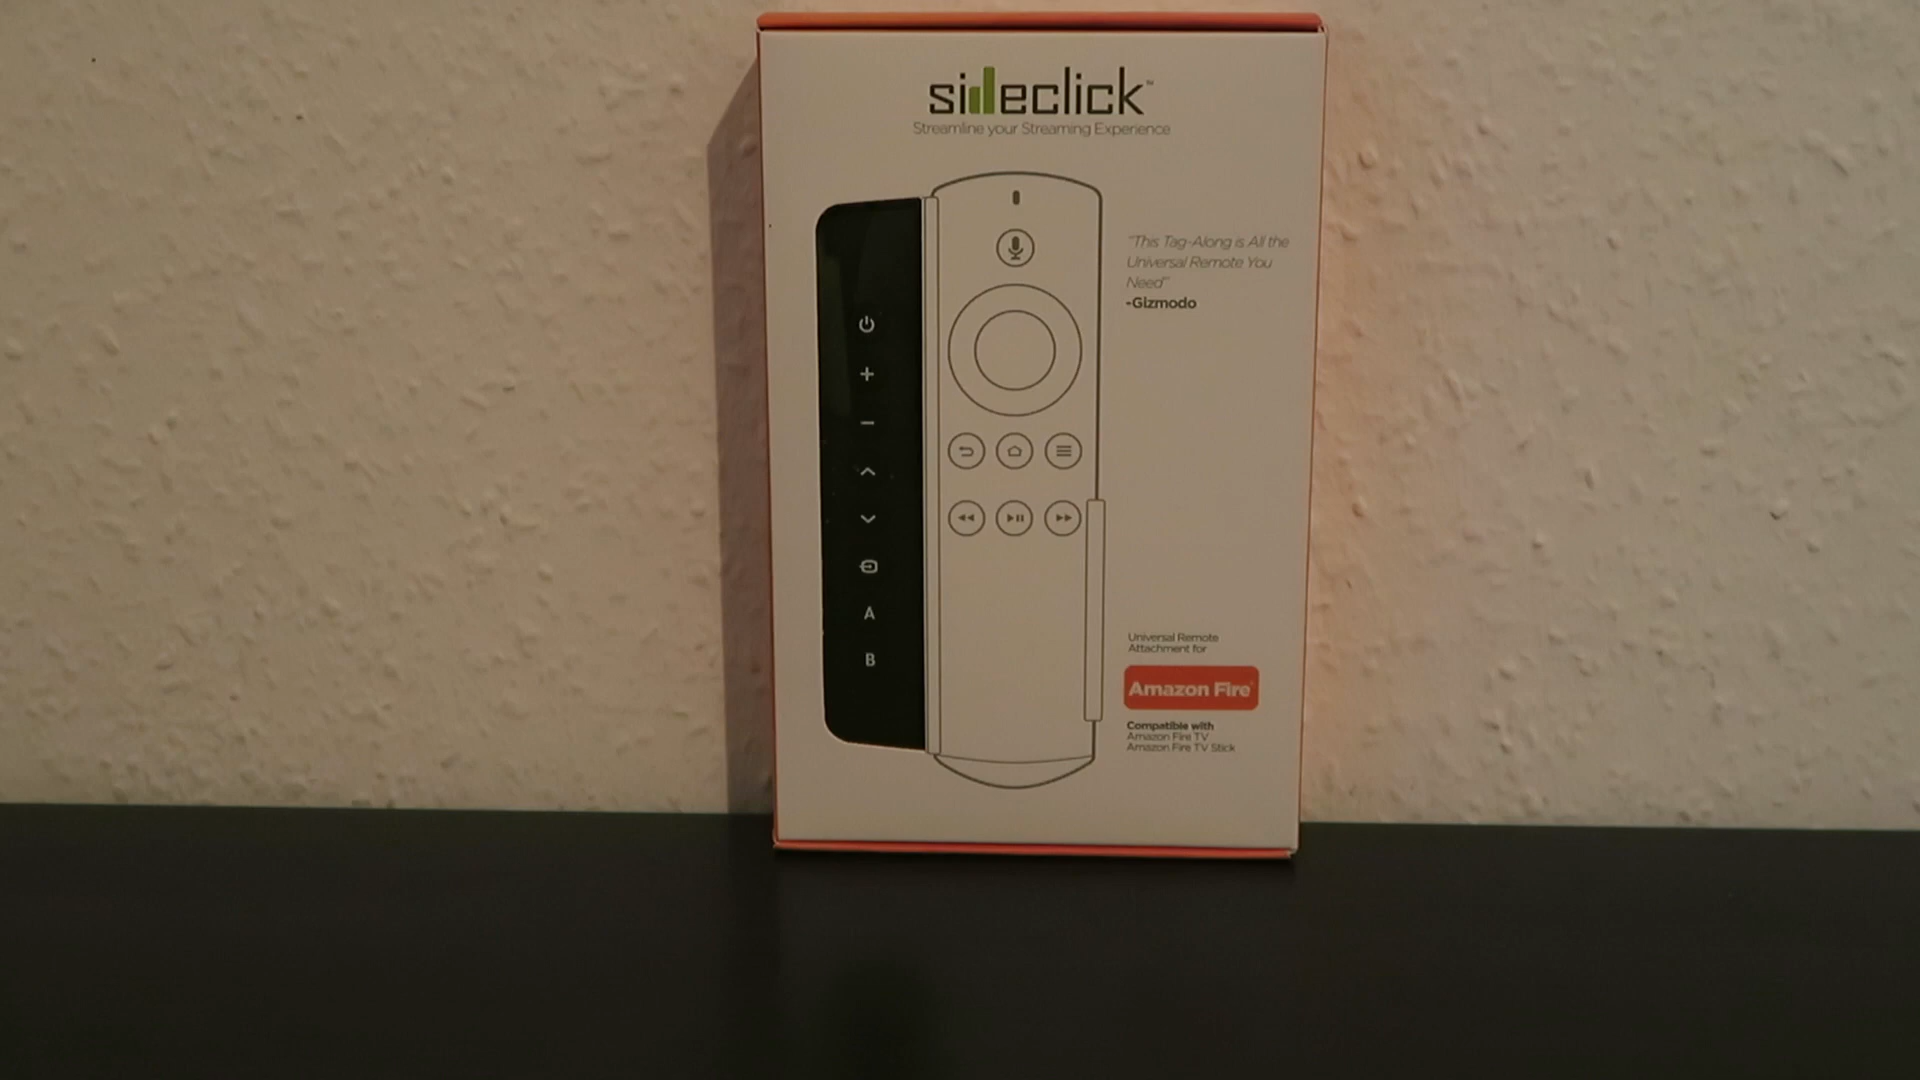 sideclick™
Streamline your Streaming Experience
"This Tag-Along is All the
Universal Remote You
Need"
-Gizmodo
A
B
Universal Remote
Attachment for
Amazon Fire
Compatible with
Amazon Fire TV
Amazon Fire TV Stick